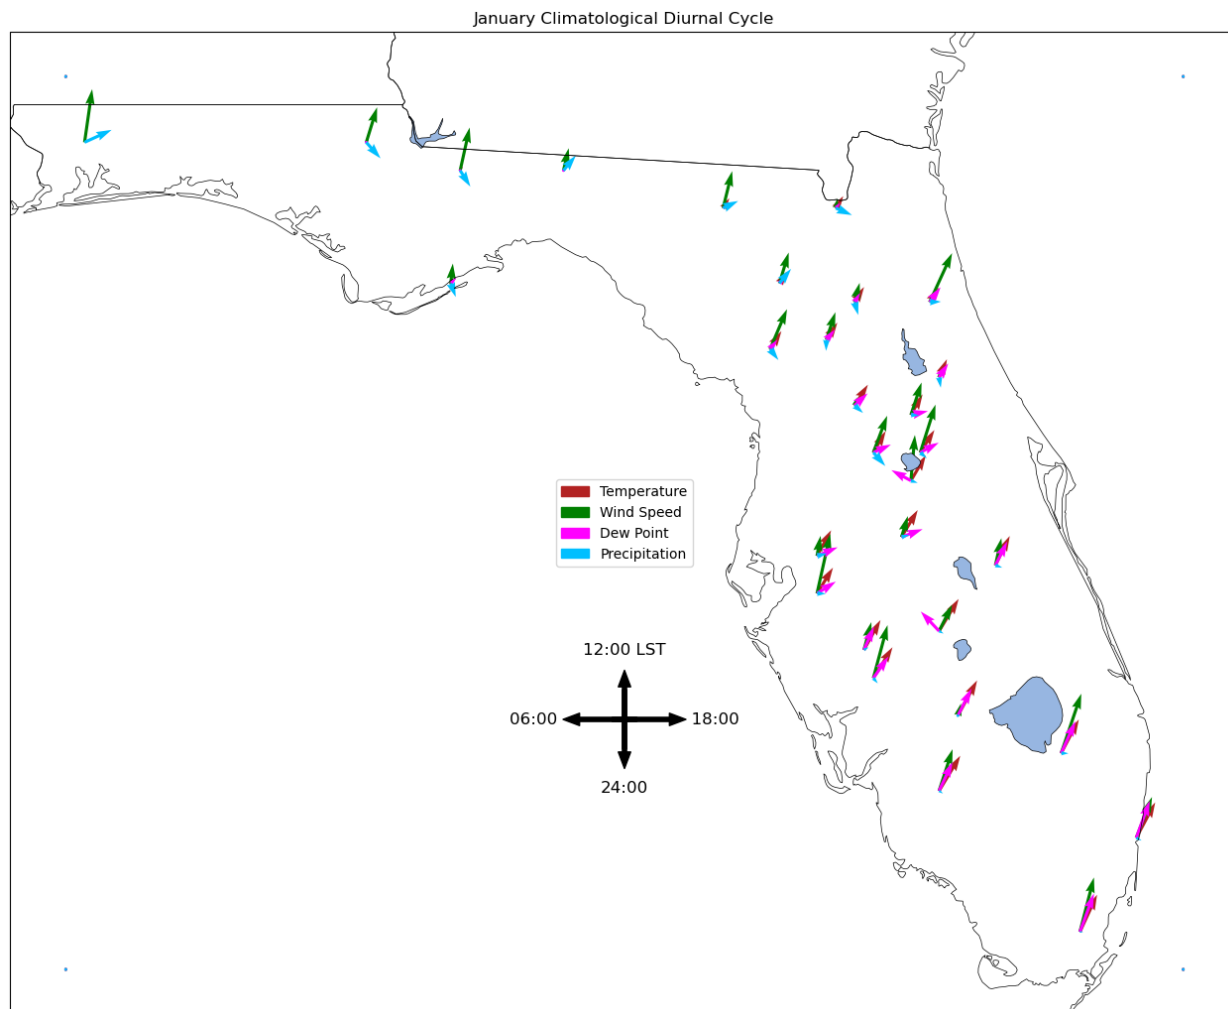 January Climatological Diurnal Cycle
Temperature
Wind Speed
Dew Point
Precipitation
12:00 LST
06:00
18:00
24:00